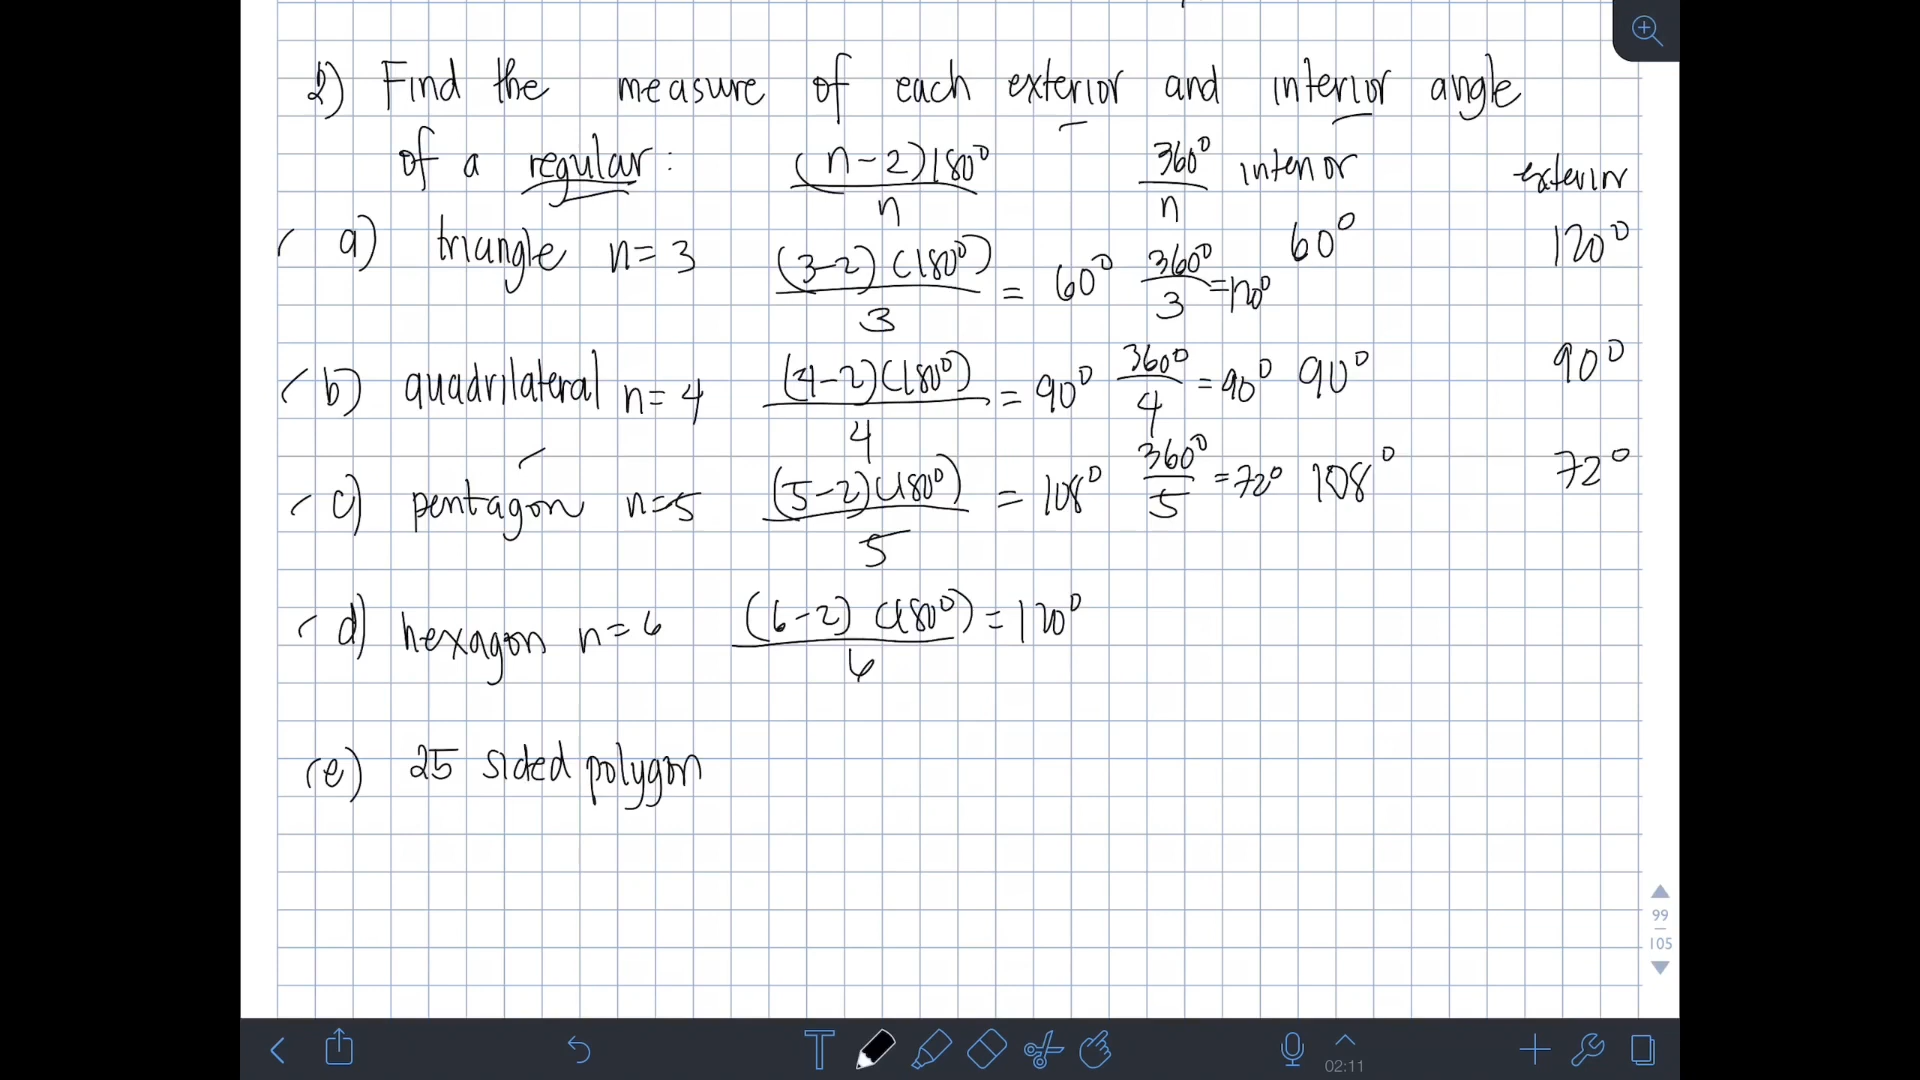 2) Find the measure of each exterior and interior angle
of a regular: (n-2)180° / n 360° / n interior exterior
a) triangle n=3 (3-2)(180°) / 3 = 60° 360° / 3 = 120° 60° 120°
b) quadrilateral n=4 (4-2)(180°) / 4 = 90° 360° / 4 = 90° 90° 90°
c) pentagon n=5 (5-2)(180°) / 5 = 108° 360° / 5 = 72° 108° 72°
d) hexagon n=6 (6-2)(180°) / 6 = 120°
(e) 25 sided polygon
99
105
T
02:11